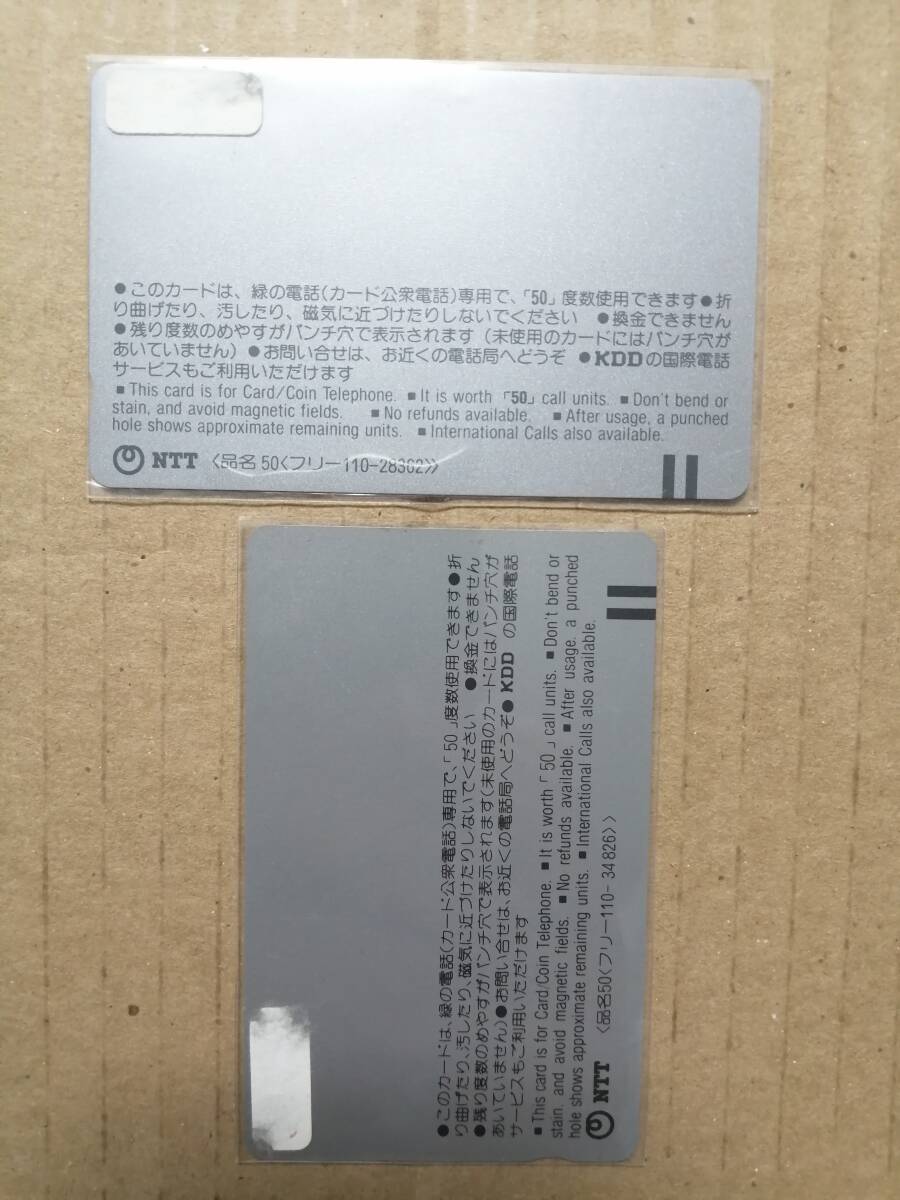 ●このカードは、緑の電話(カード公衆電話)専用で、「50」度数使用できます●折
り曲げたり、汚したり、磁気に近づけたりしないでください ●換金できません
●残り度数のめやすがパンチ穴で表示されます(未使用のカードにはパンチ穴が
あいていません)●お問い合せは、お近くの電話局へどうぞ ●KDDの国際電話
サービスもご利用いただけます
■This card is for Card/Coin Telephone. ■It is worth 「50」 call units. ■Don't bend or
stain, and avoid magnetic fields. ■No refunds available. ■After usage, a punched
hole shows approximate remaining units. ■International Calls also available.
NTT 〈品名50〈フリー110-28362〉〉
●このカードは、緑の電話(カード公衆電話)専用で、「50」度数使用できます●折
り曲げたり、汚したり、磁気に近づけたりしないでください ●換金できません
●残り度数のめやすがパンチ穴で表示されます(未使用のカードにはパンチ穴が
あいていません)●お問い合せは、お近くの電話局へどうぞ●KDD の国際電話
サービスもご利用いただけます
■This card is for Card/Coin Telephone. ■It is worth「50」call units. ■Don't bend or
stain, and avoid magnetic fields. ■No refunds available. ■After usage, a punched
hole shows approximate remaining units. ■International Calls also available.
NTT 〈品名50〈フリー110-34826〉〉